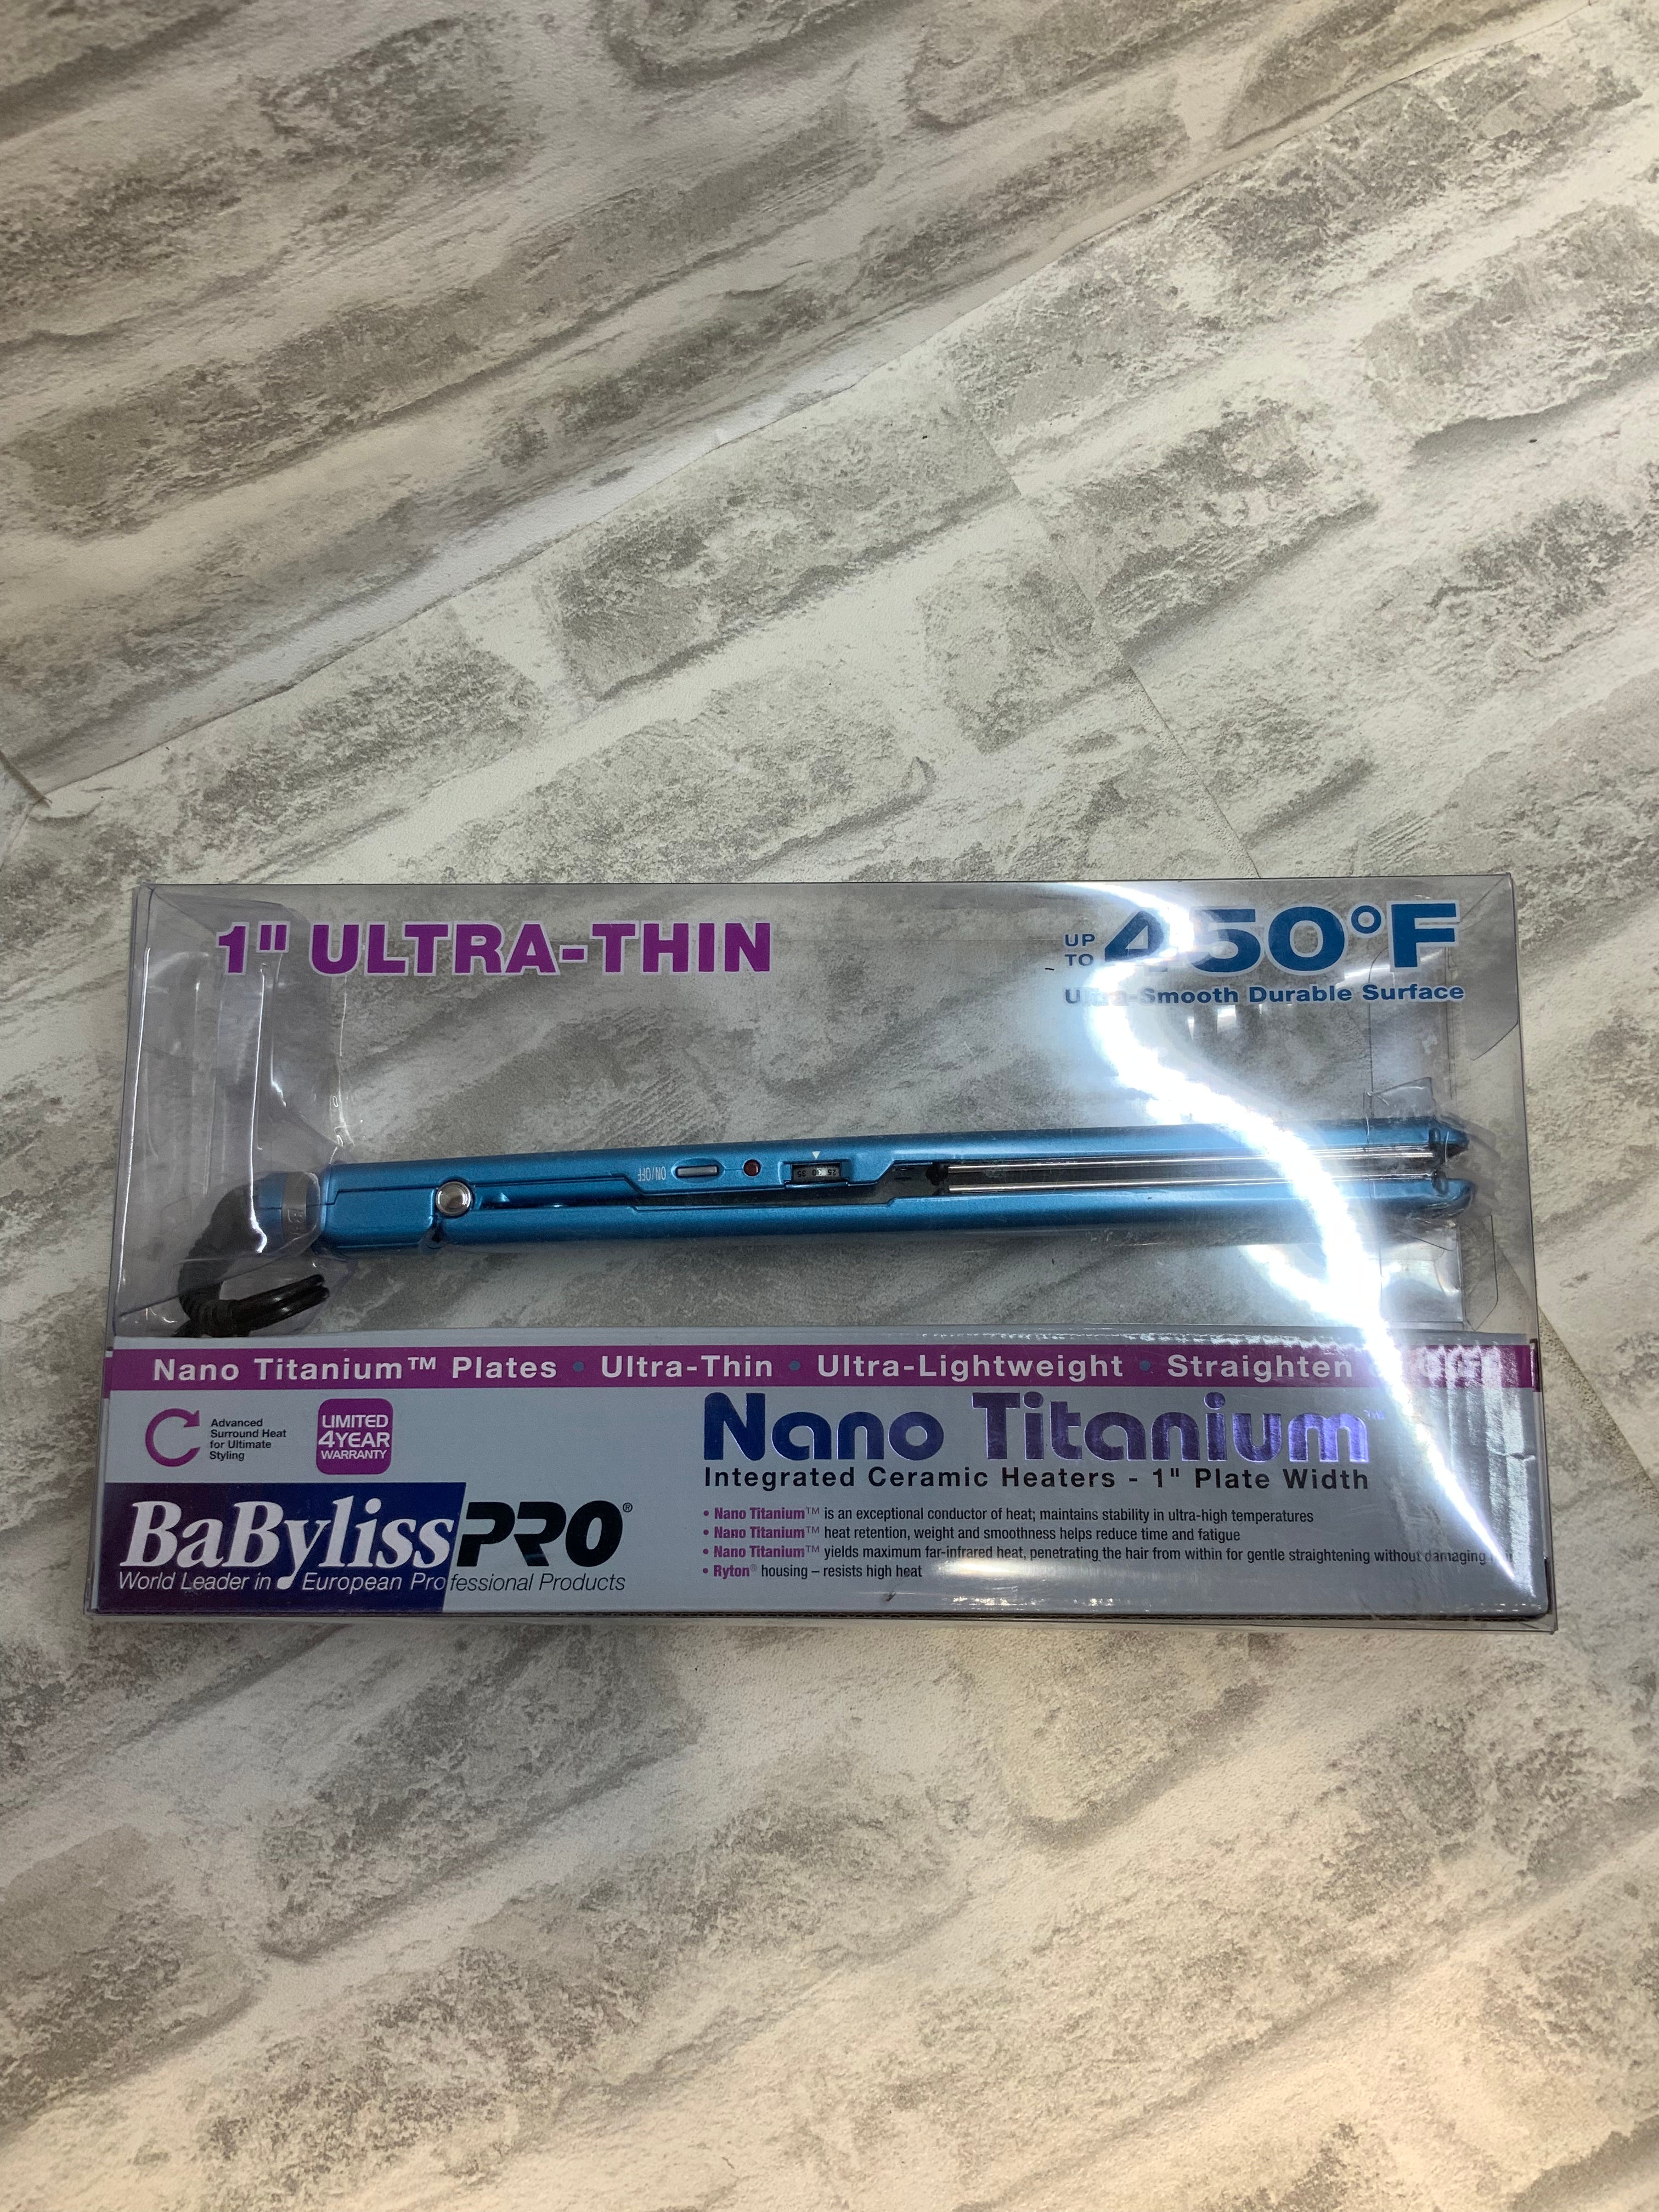 1" ULTRA-THIN
UP TO 450°F
Ultra-Smooth Durable Surface
ON/OFF
Nano Titanium™ Plates • Ultra-Thin • Ultra-Lightweight • Straighten
Advanced
Surround Heat
for Ultimate
Styling
LIMITED
4YEAR
WARRANTY
Nano Titanium™
Integrated Ceramic Heaters - 1" Plate Width
• Nano Titanium™ is an exceptional conductor of heat; maintains stability in ultra-high temperatures
• Nano Titanium™ heat retention, weight and smoothness helps reduce time and fatigue
• Nano Titanium™ yields maximum far-infrared heat, penetrating the hair from within for gentle straightening without damaging
• Ryton® housing – resists high heat
BaBylissPRO®
World Leader in European Professional Products